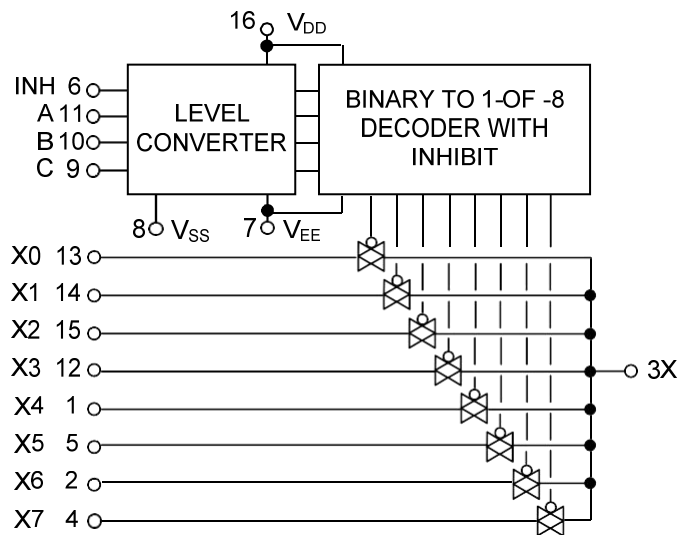 16 VDD
INH 6
A 11
B 10
C 9
LEVEL
CONVERTER
BINARY TO 1-OF -8
DECODER WITH
INHIBIT
8 VSS
7 VEE
X0 13
X1 14
X2 15
X3 12
3X
X4 1
X5 5
X6 2
X7 4